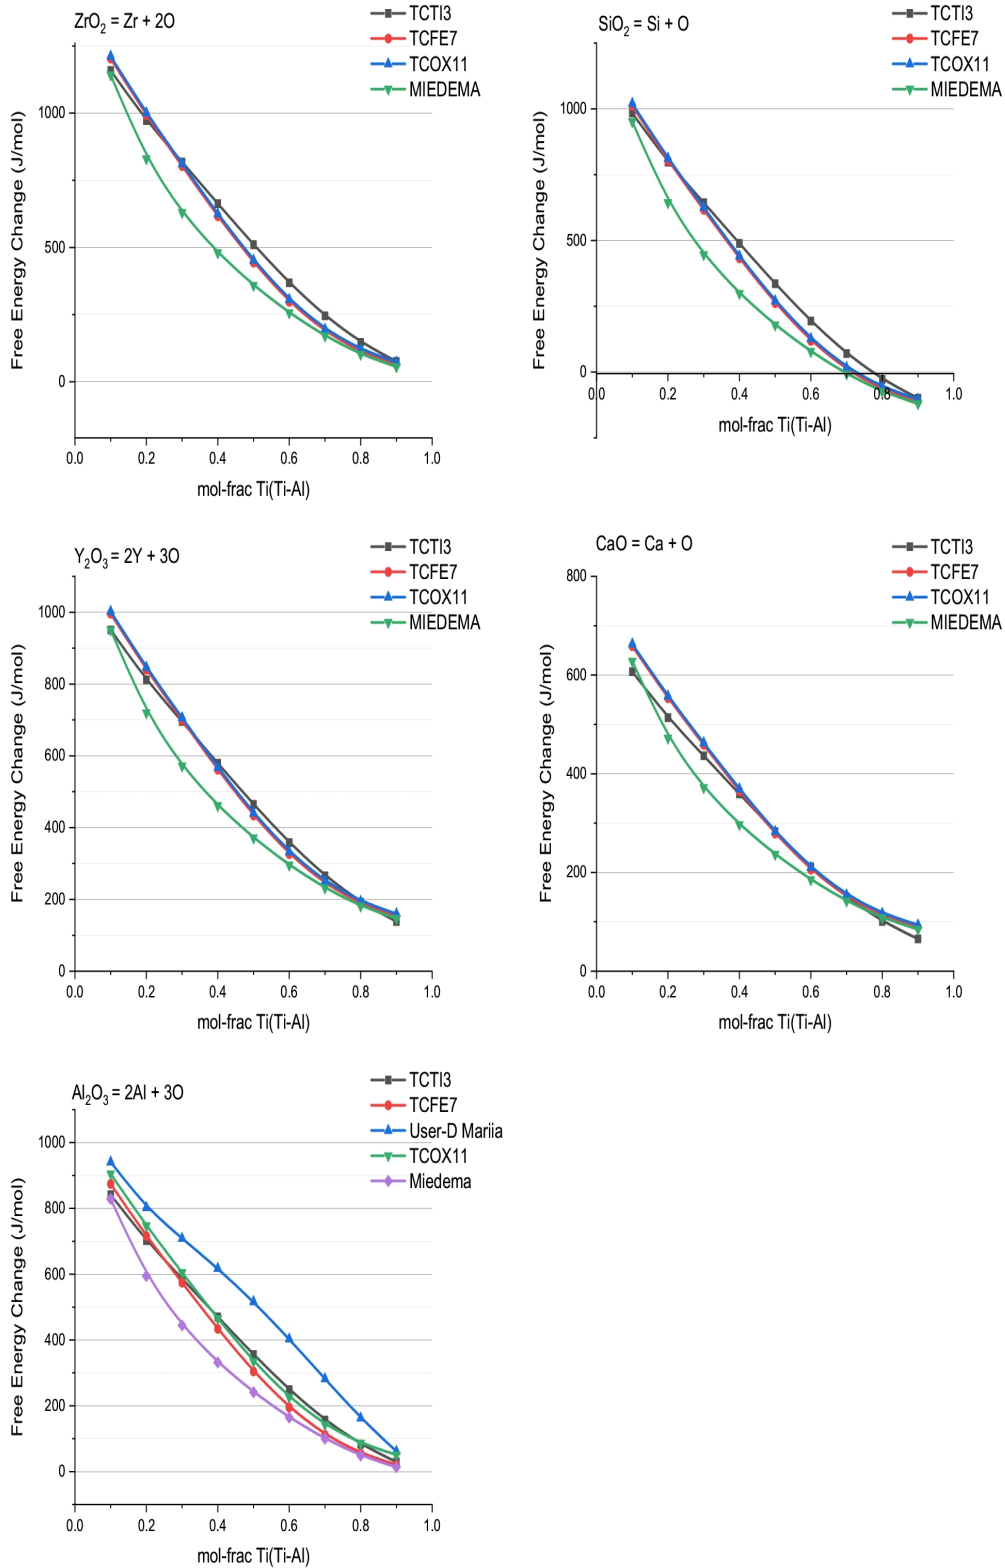 ZrO₂ = Zr + 2O
TCTI3
TCFE7
TCOX11
MIEDEMA
Free Energy Change (J/mol)
1000
500
0
0.0 0.2 0.4 0.6 0.8 1.0
mol-frac Ti(Ti-Al)
SiO₂ = Si + O
TCTI3
TCFE7
TCOX11
MIEDEMA
Free Energy Change (J/mol)
1000
500
0
0.0 0.2 0.4 0.6 0.8 1.0
mol-frac Ti(Ti-Al)
Y₂O₃ = 2Y + 3O
TCTI3
TCFE7
TCOX11
MIEDEMA
Free Energy Change (J/mol)
1000
800
600
400
200
0
0.0 0.2 0.4 0.6 0.8 1.0
mol-frac Ti(Ti-Al)
CaO = Ca + O
TCTI3
TCFE7
TCOX11
MIEDEMA
Free Energy Change (J/mol)
800
600
400
200
0
0.0 0.2 0.4 0.6 0.8 1.0
mol-frac Ti(Ti-Al)
Al₂O₃ = 2Al + 3O
TCTI3
TCFE7
User-D Mariia
TCOX11
Miedema
Free Energy Change (J/mol)
1000
800
600
400
200
0
0.0 0.2 0.4 0.6 0.8 1.0
mol-frac Ti(Ti-Al)